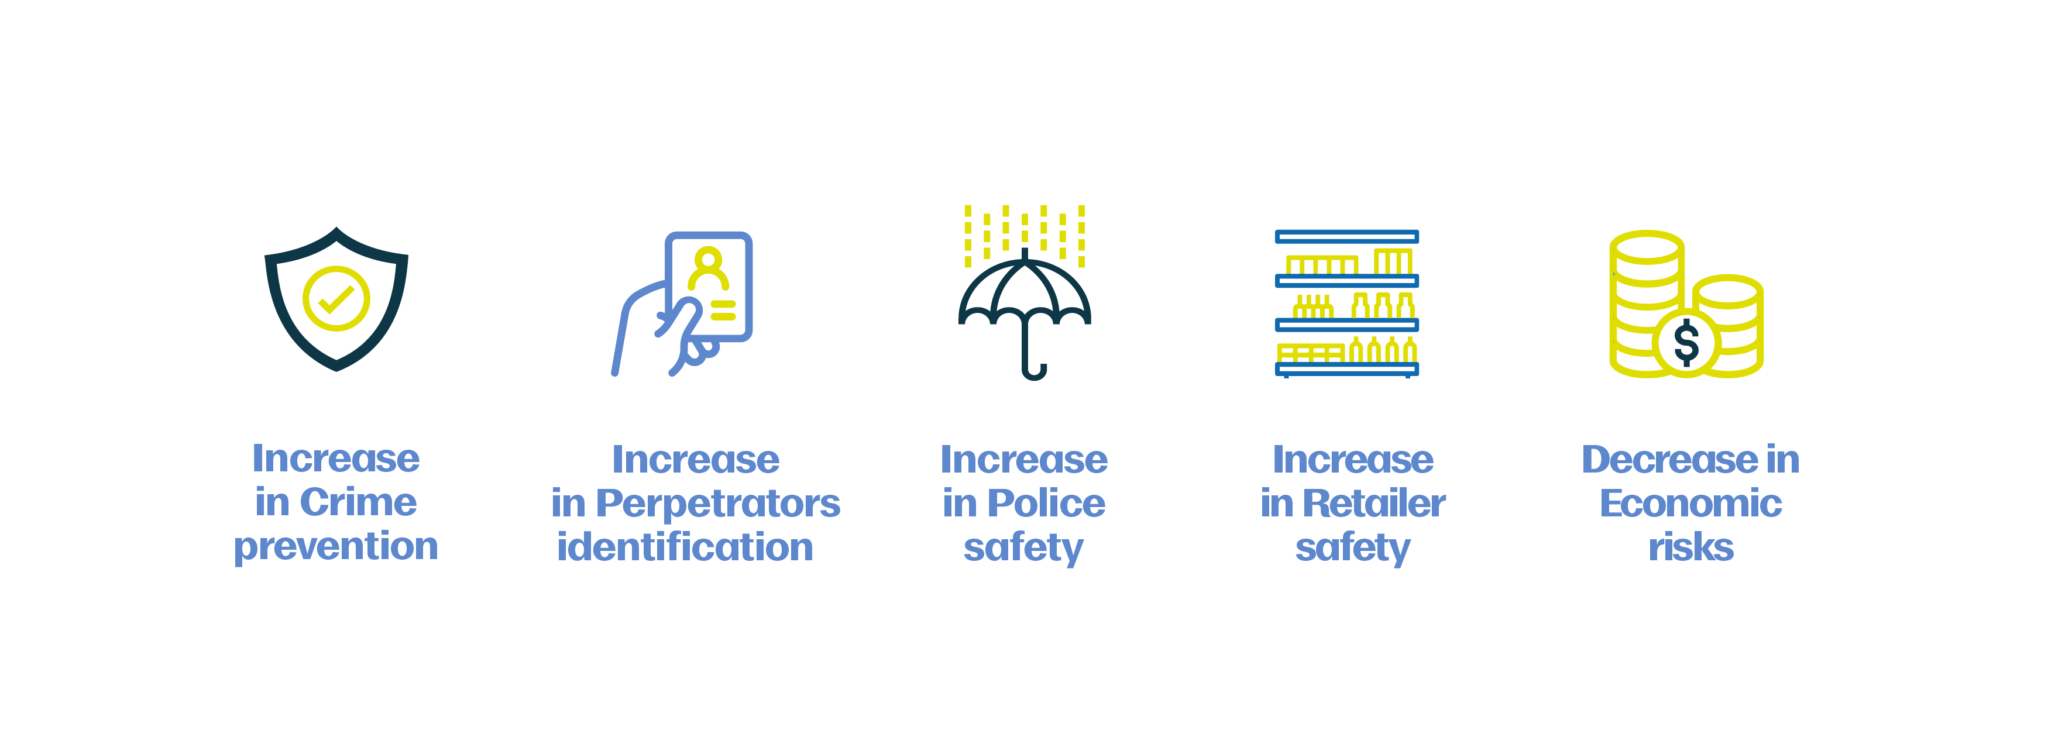 Increase
in Crime
prevention
Increase
in Perpetrators
identification
Increase
in Police
safety
Increase
in Retailer
safety
Decrease in
Economic
risks
$